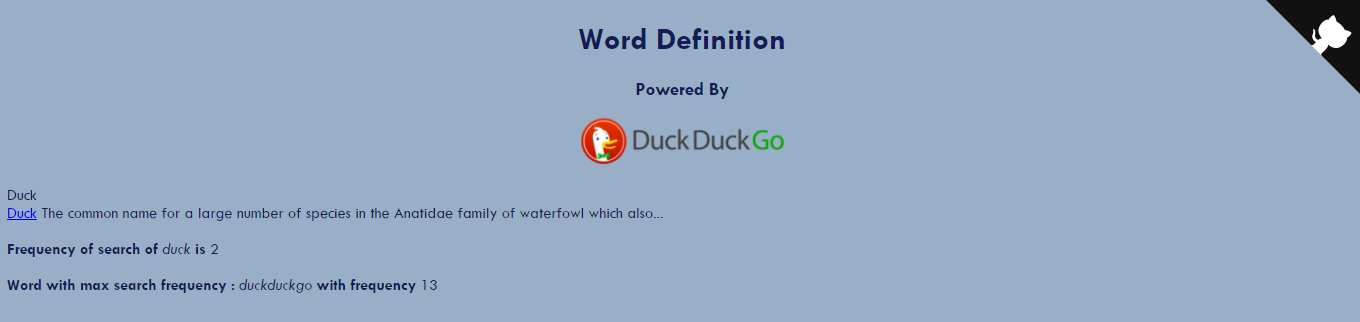 Word Definition
Powered By
DuckDuckGo
Duck
Duck The common name for a large number of species in the Anatidae family of waterfowl which also...
Frequency of search of duck is 2
Word with max search frequency : duckduckgo with frequency 13